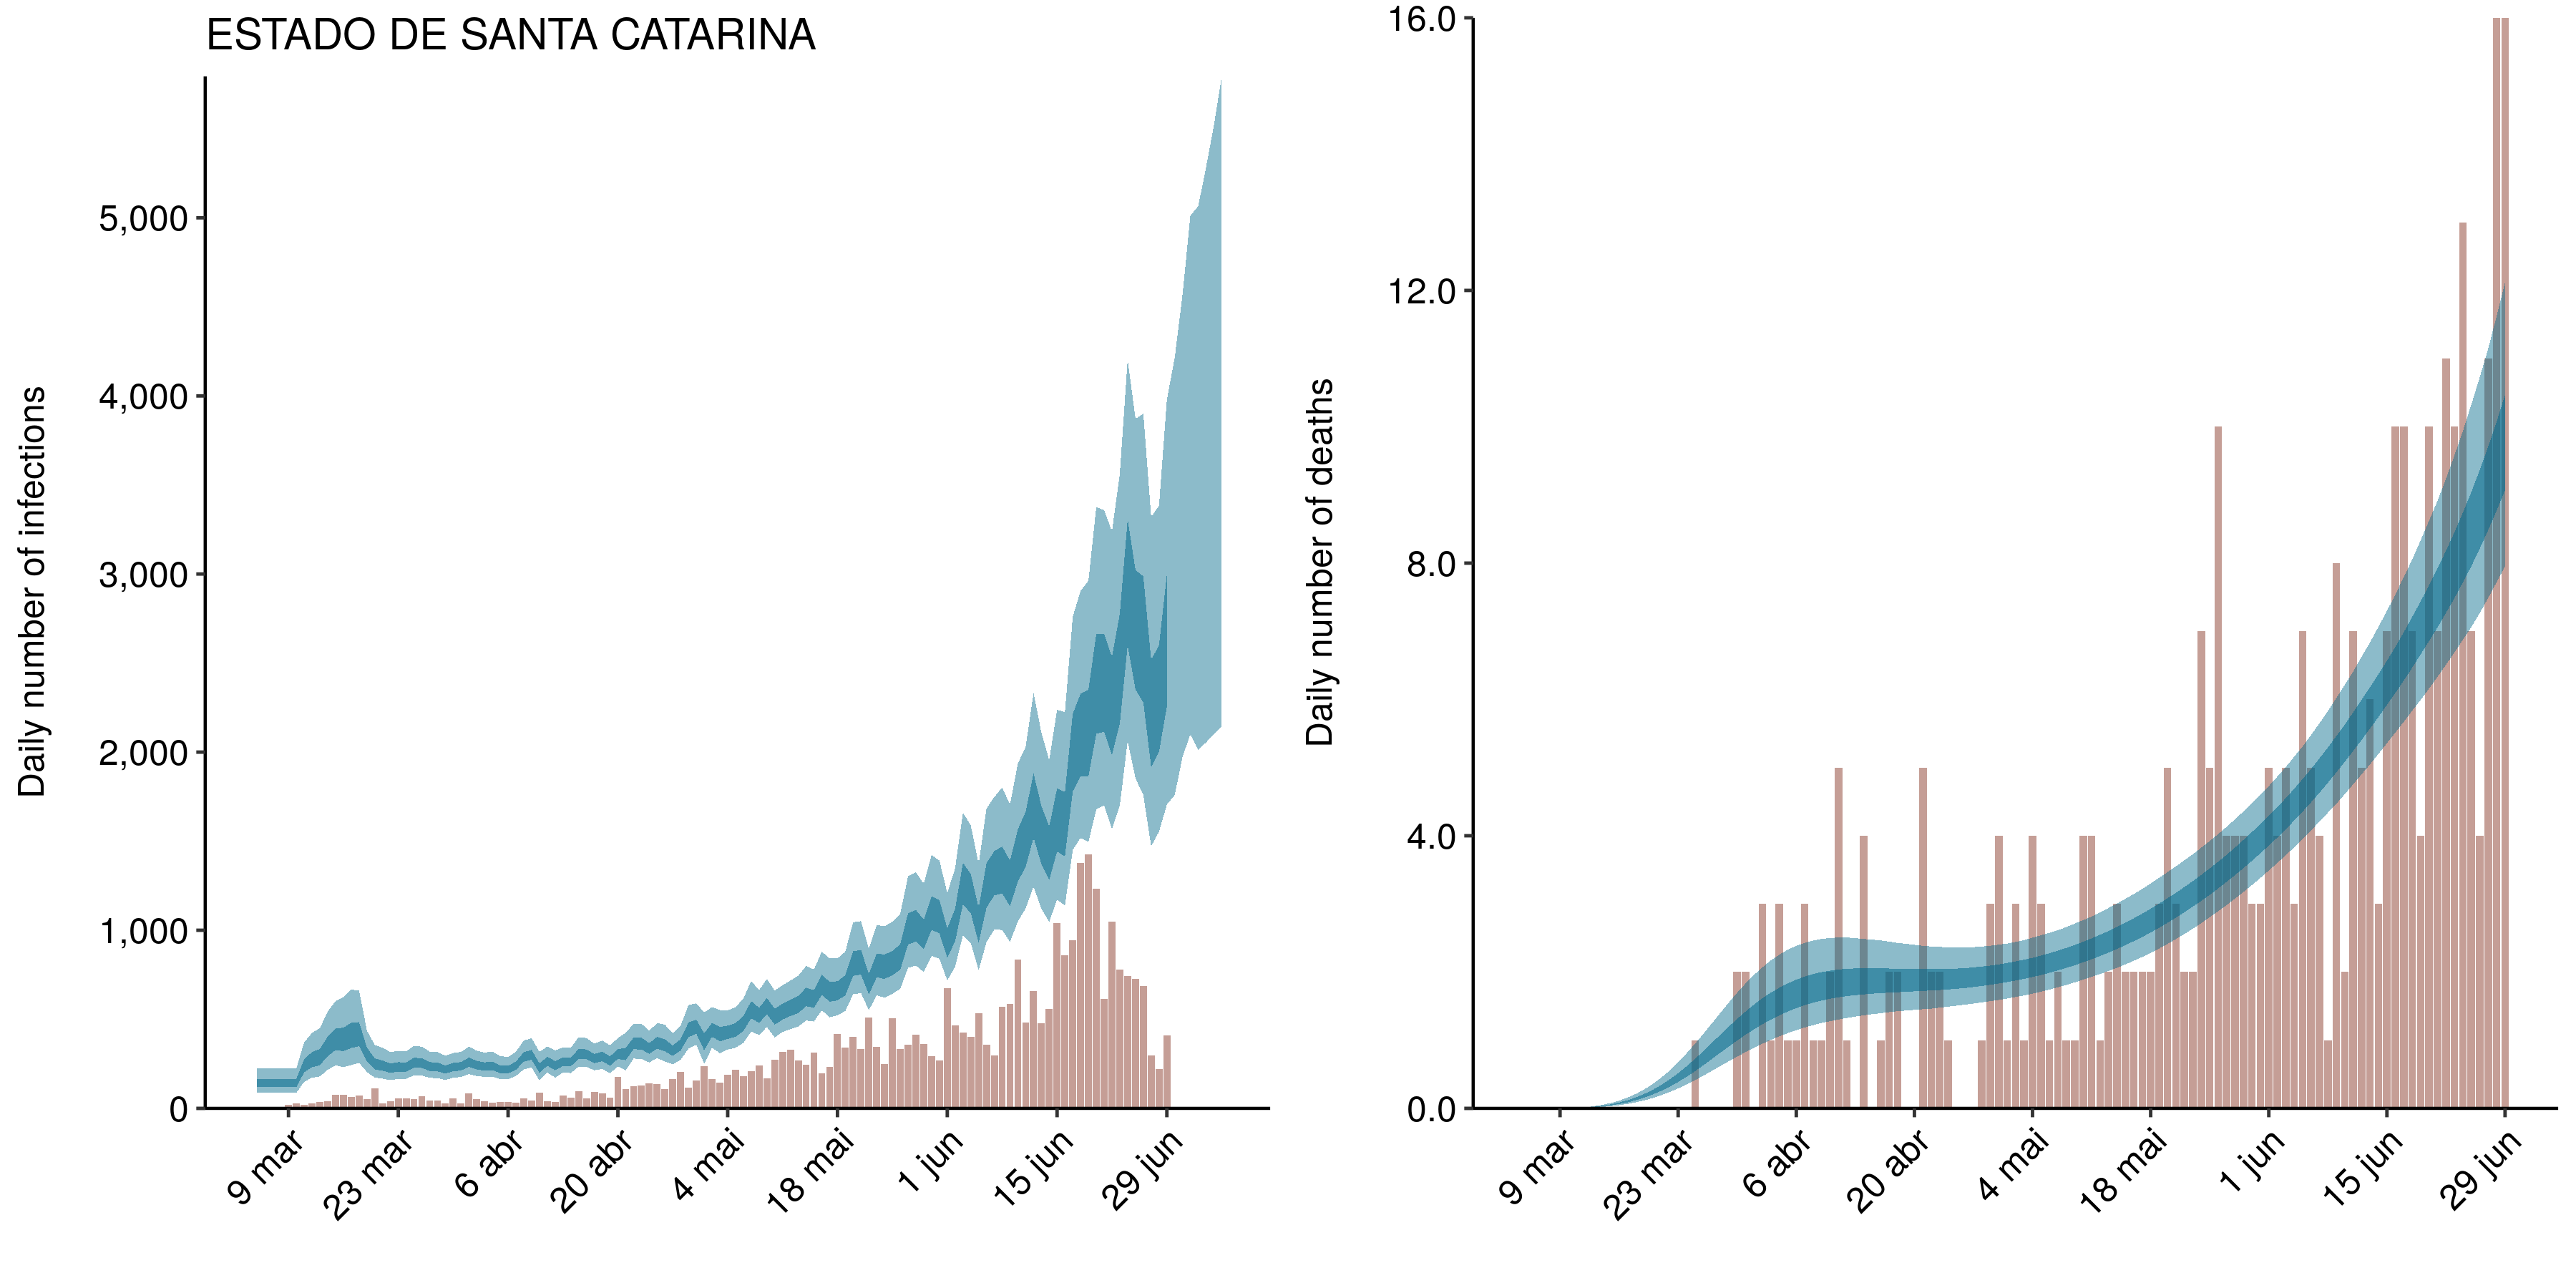 ESTADO DE SANTA CATARINA
Daily number of infections
5,000
4,000
3,000
2,000
1,000
0
9 mar
23 mar
6 abr
20 abr
4 mai
18 mai
1 jun
15 jun
29 jun
Daily number of deaths
16.0
12.0
8.0
4.0
0.0
9 mar
23 mar
6 abr
20 abr
4 mai
18 mai
1 jun
15 jun
29 jun